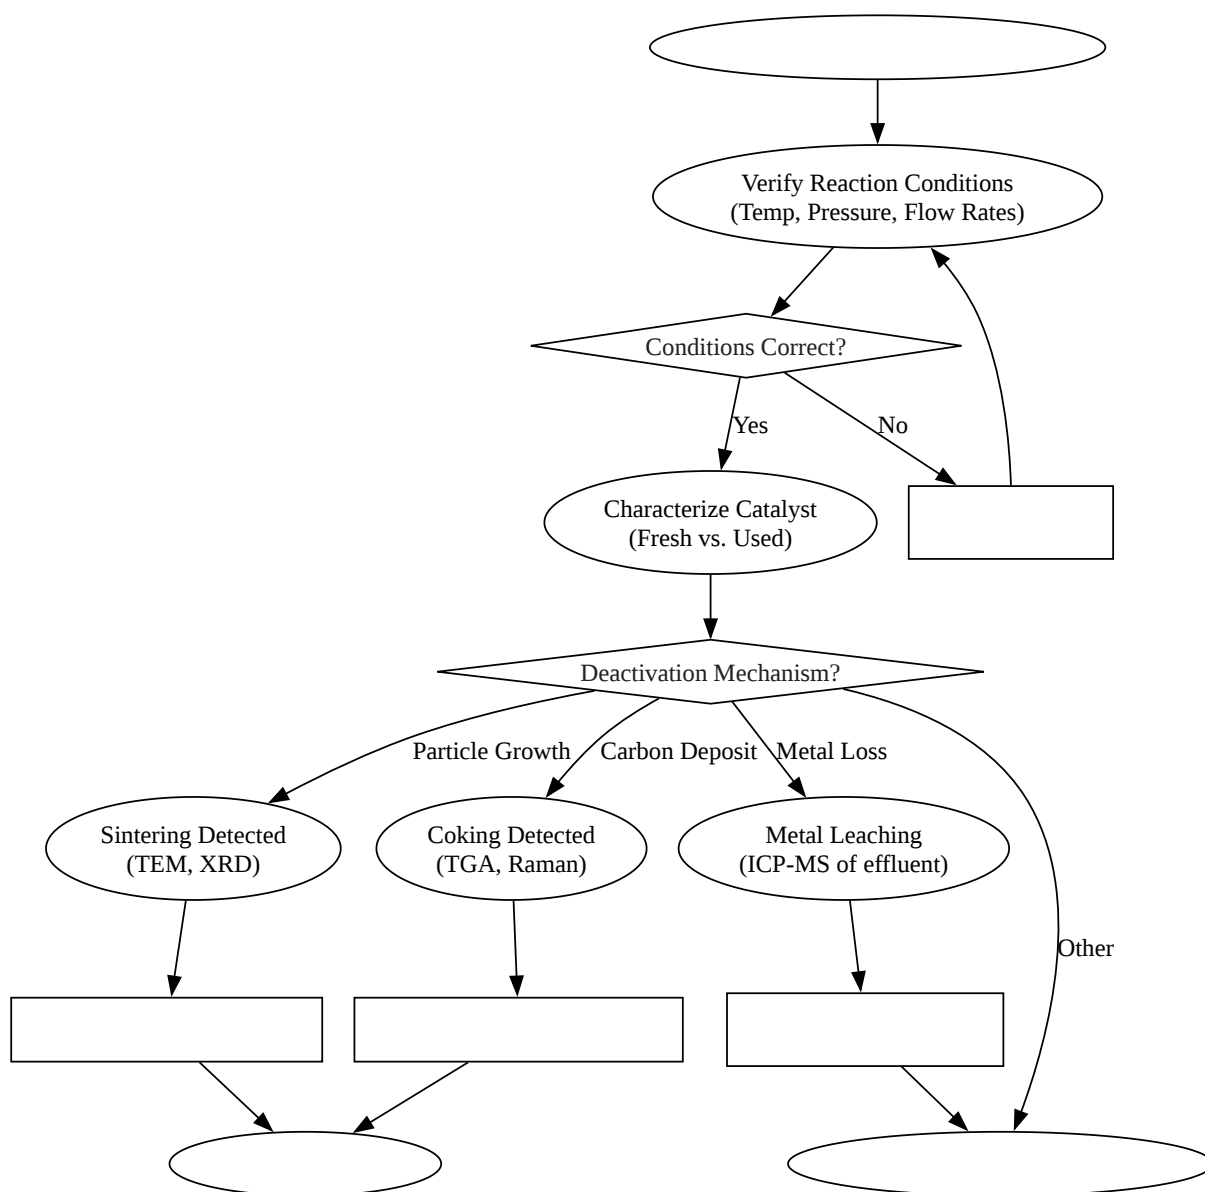 Verify Reaction Conditions
(Temp, Pressure, Flow Rates)
Conditions Correct?
Yes
No
Characterize Catalyst
(Fresh vs. Used)
Deactivation Mechanism?
Particle Growth
Carbon Deposit
Metal Loss
Sintering Detected
(TEM, XRD)
Coking Detected
(TGA, Raman)
Metal Leaching
(ICP-MS of effluent)
Other